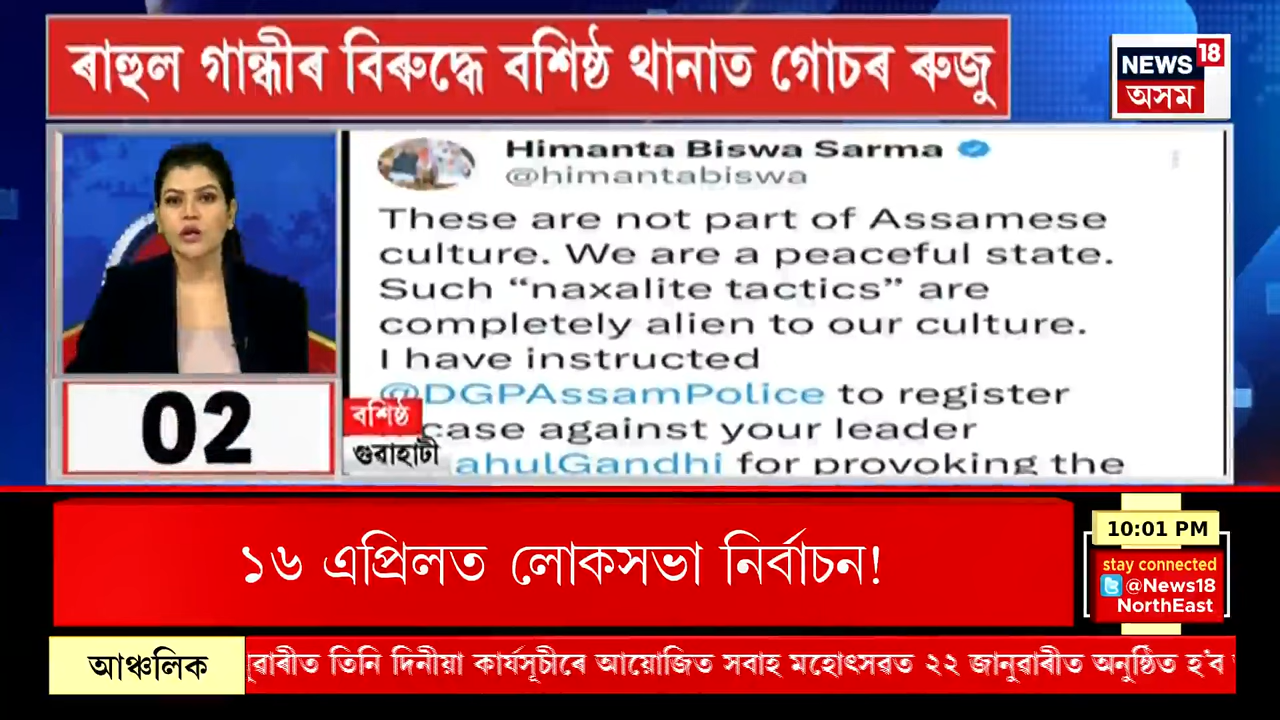 ৰাহুল গান্ধীৰ বিৰুদ্ধে বশিষ্ঠ থানাত গোচৰ ৰুজু
NEWS 18
অসম
Himanta Biswa Sarma
@himantabiswa
These are not part of Assamese
culture. We are a peaceful state.
Such “naxalite tactics” are
completely alien to our culture.
I have instructed
@DGPAssamPolice to register
case against your leader
ahulGandhi for provoking the
02
বশিষ্ঠ
গুৱাহাটী
১৬ এপ্ৰিলত লোকসভা নিৰ্বাচন!
10:01 PM
stay connected
@News18
NorthEast
আঞ্চলিক
ুৱাৰীত তিনি দিনীয়া কাৰ্যসূচীৰে আয়োজিত সবাহ মহোৎসৱত ২২ জানুৱাৰীত অনুষ্ঠিত হ'ব